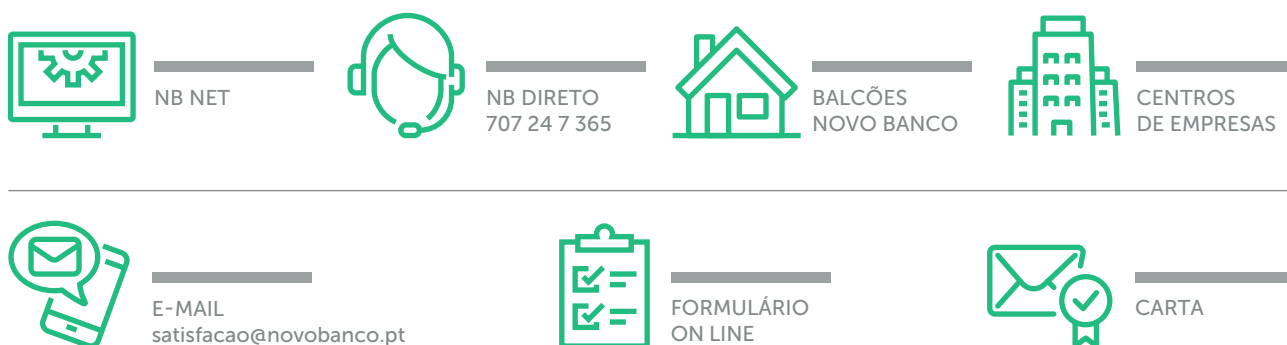 NB NET
NB DIRETO
707 24 7 365
BALCÕES
NOVO BANCO
CENTROS
DE EMPRESAS
E-MAIL
satisfacao@novobanco.pt
FORMULÁRIO
ON LINE
CARTA